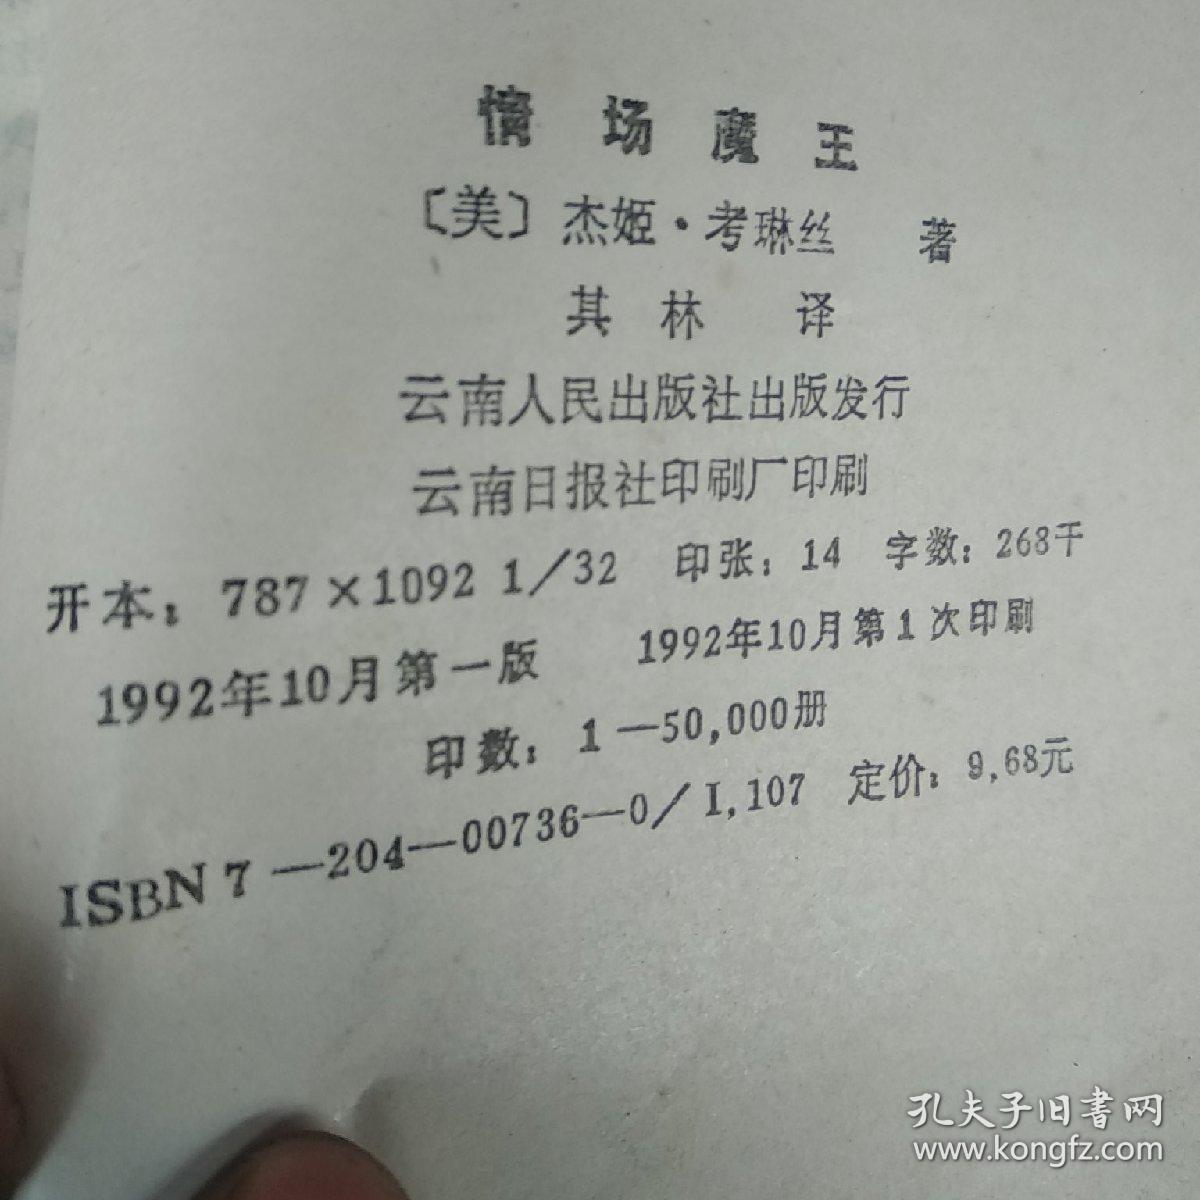 情场魔王
〔美〕杰姬·考琳丝 著
其林 译
云南人民出版社出版发行
云南日报社印刷厂印刷
开本：787×1092 1/32 印张：14 字数：268千
1992年10月第一版 1992年10月第1次印刷
印数：1—50,000册
ISBN 7—204—00736—0/I,107 定价：9,68元
孔夫子旧书网
www.kongfz.com